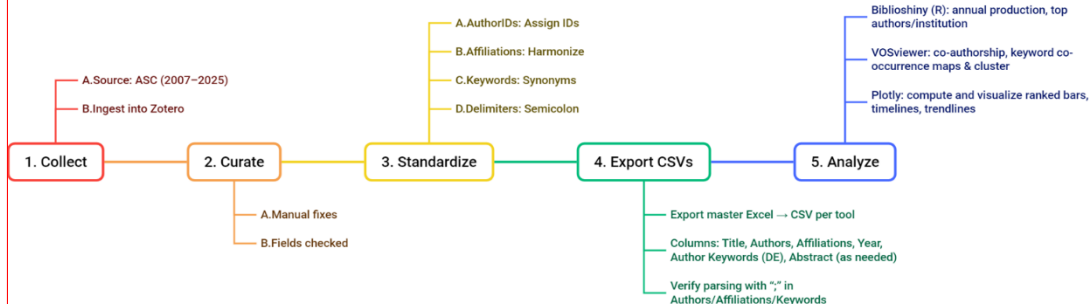 1. Collect
A.Source: ASC (2007–2025)
B.Ingest into Zotero
2. Curate
A.Manual fixes
B.Fields checked
3. Standardize
A.AuthorIDs: Assign IDs
B.Affiliations: Harmonize
C.Keywords: Synonyms
D.Delimiters: Semicolon
4. Export CSVs
Export master Excel → CSV per tool
Columns: Title, Authors, Affiliations, Year,
Author Keywords (DE), Abstract (as needed)
Verify parsing with “;” in
Authors/Affiliations/Keywords
5. Analyze
Biblioshiny (R): annual production, top
authors/institution
VOSviewer: co-authorship, keyword co-
occurrence maps & cluster
Plotly: compute and visualize ranked bars,
timelines, trendlines